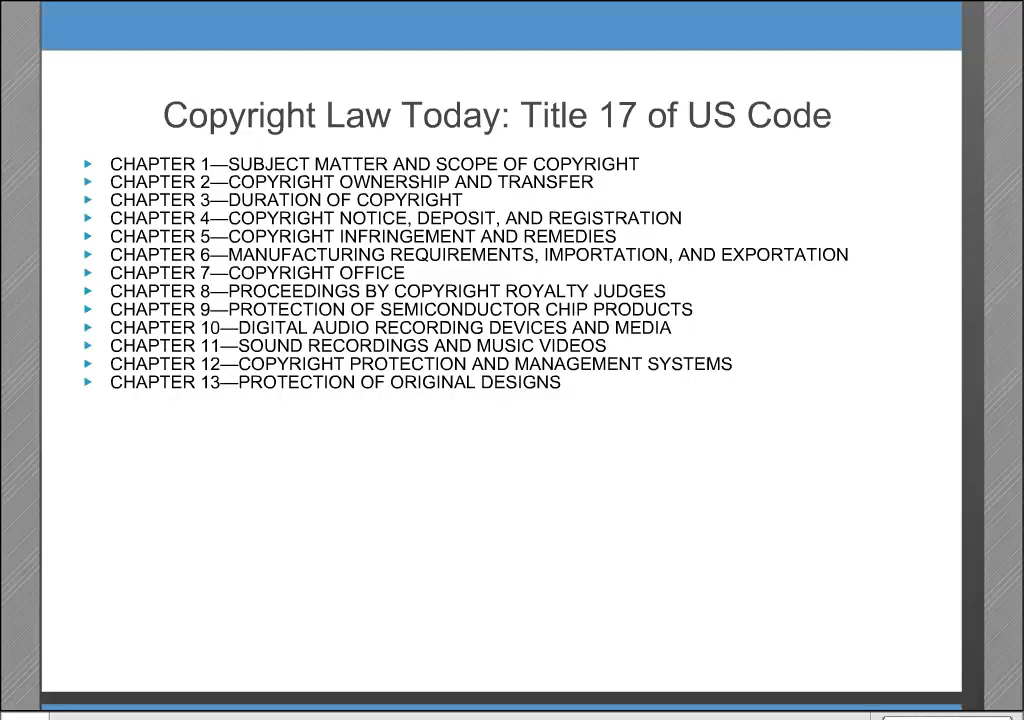 Copyright Law Today: Title 17 of US Code
CHAPTER 1—SUBJECT MATTER AND SCOPE OF COPYRIGHT
CHAPTER 2—COPYRIGHT OWNERSHIP AND TRANSFER
CHAPTER 3—DURATION OF COPYRIGHT
CHAPTER 4—COPYRIGHT NOTICE, DEPOSIT, AND REGISTRATION
CHAPTER 5—COPYRIGHT INFRINGEMENT AND REMEDIES
CHAPTER 6—MANUFACTURING REQUIREMENTS, IMPORTATION, AND EXPORTATION
CHAPTER 7—COPYRIGHT OFFICE
CHAPTER 8—PROCEEDINGS BY COPYRIGHT ROYALTY JUDGES
CHAPTER 9—PROTECTION OF SEMICONDUCTOR CHIP PRODUCTS
CHAPTER 10—DIGITAL AUDIO RECORDING DEVICES AND MEDIA
CHAPTER 11—SOUND RECORDINGS AND MUSIC VIDEOS
CHAPTER 12—COPYRIGHT PROTECTION AND MANAGEMENT SYSTEMS
CHAPTER 13—PROTECTION OF ORIGINAL DESIGNS